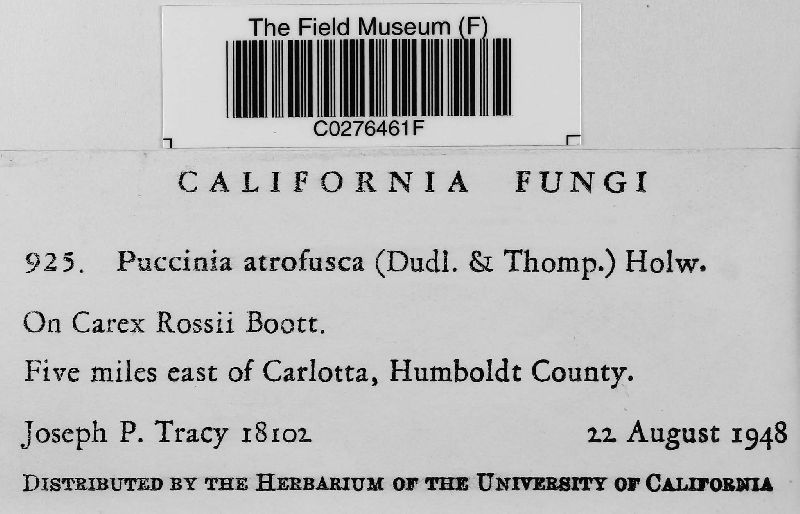 The Field Museum (F)
C0276461F
CALIFORNIA FUNGI
925. Puccinia atrofusca (Dudl. & Thomp.) Holw.
On Carex Rossii Boott.
Five miles east of Carlotta, Humboldt County.
Joseph P. Tracy 18102 22 August 1948
DISTRIBUTED BY THE HERBARIUM OF THE UNIVERSITY OF CALIFORNIA